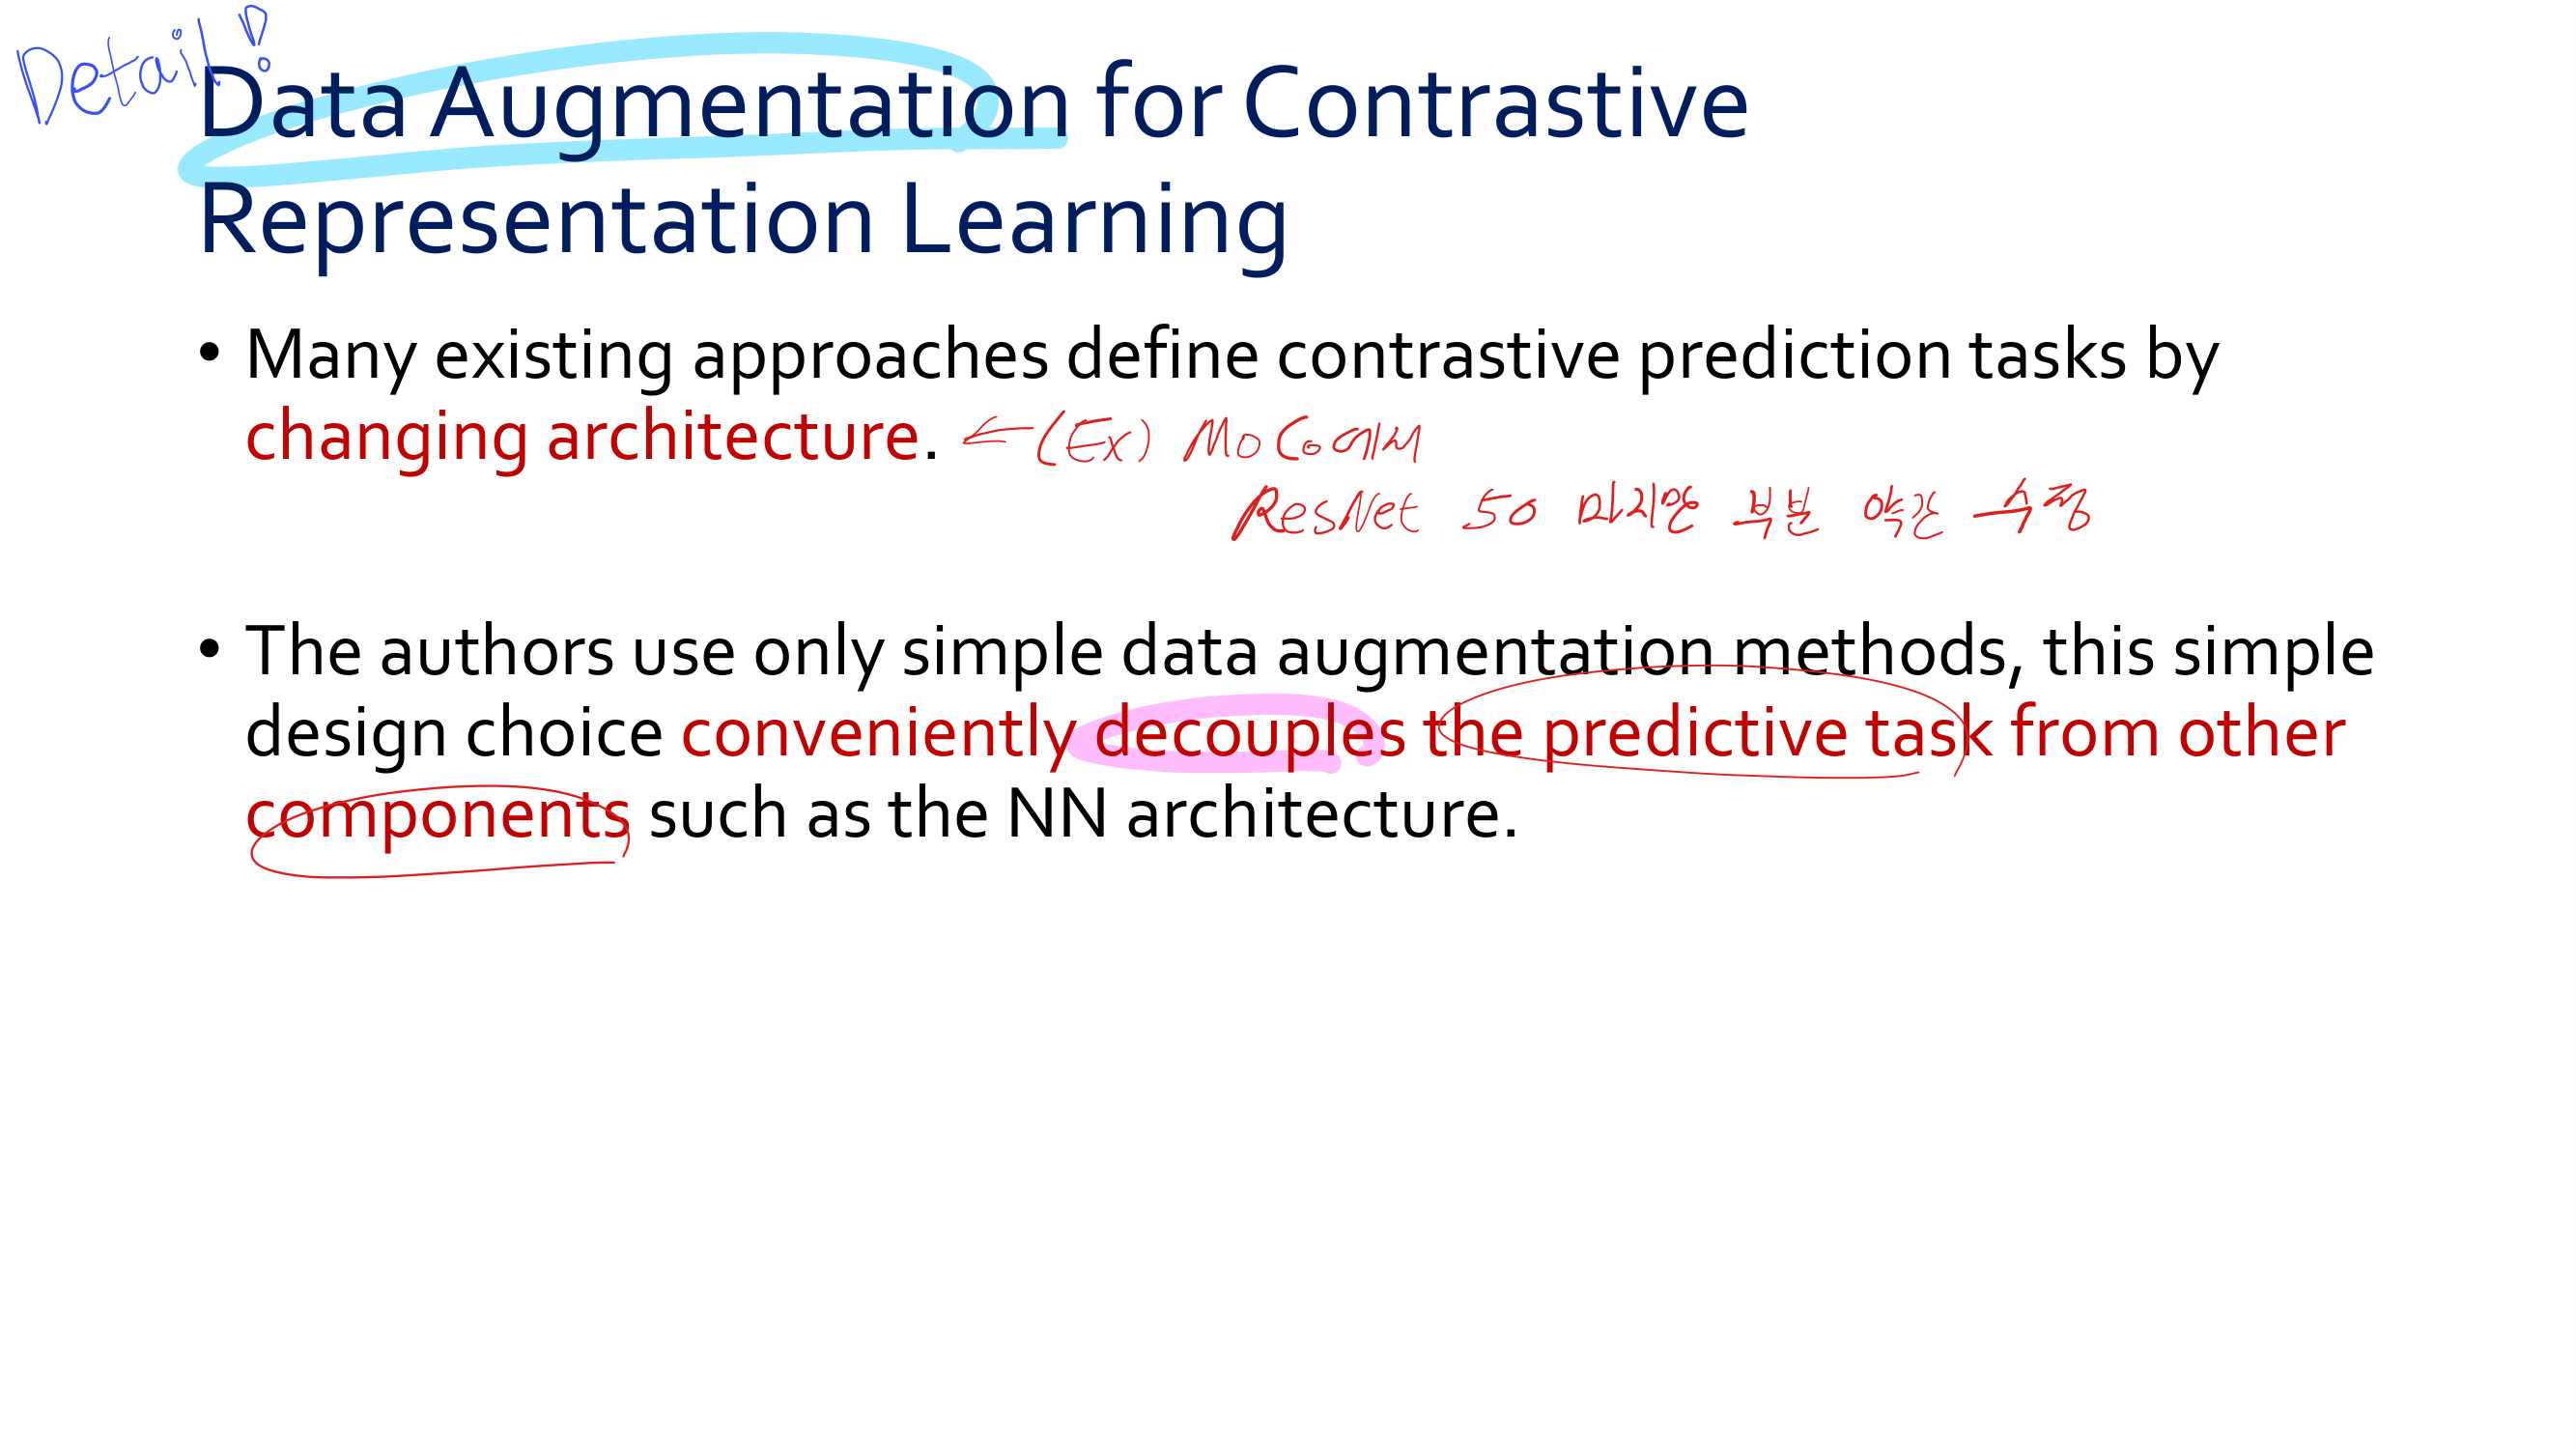 Detail!
Data Augmentation for Contrastive
Representation Learning
• Many existing approaches define contrastive prediction tasks by
changing architecture. ← (Ex) MoCo에서
ResNet 50 마지막 부분 약간 수정
• The authors use only simple data augmentation methods, this simple
design choice conveniently decouples the predictive task from other
components such as the NN architecture.